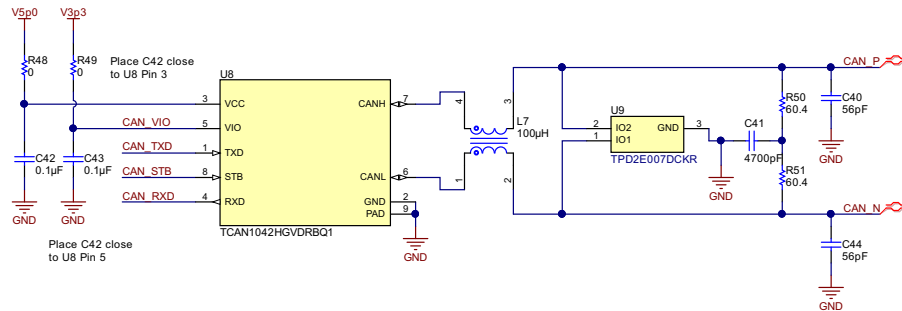 V5p0
V3p3
R48
0
R49
0
Place C42 close
to U8 Pin 3
U8
3
VCC
CANH
7
CAN_VIO
5
VIO
CAN_TXD
1
TXD
CAN_STB
8
STB
CANL
6
CAN_RXD
4
RXD
GND
2
PAD
9
TCAN1042HGVDRBQ1
GND
C42
0.1µF
C43
0.1µF
GND
GND
Place C42 close
to U8 Pin 5
4
3
L7
100µH
1
2
U9
2
IO2
GND
3
1
IO1
TPD2E007DCKR
GND
C41
4700pF
R50
60.4
R51
60.4
CAN_P
C40
56pF
GND
CAN_N
C44
56pF
GND